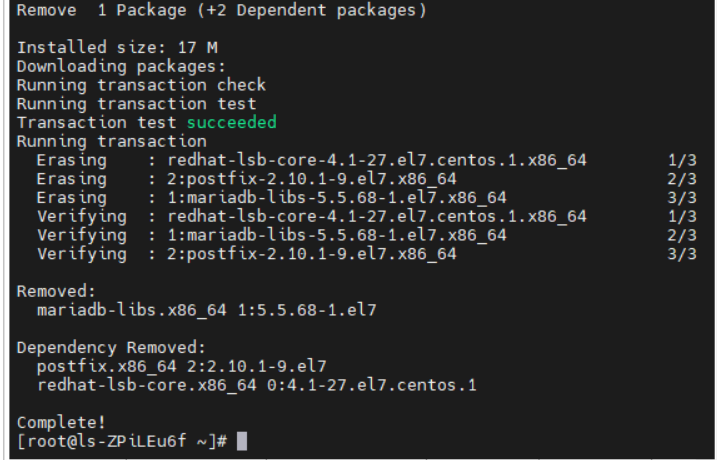 Remove  1 Package (+2 Dependent packages)
Installed size: 17 M
Downloading packages:
Running transaction check
Running transaction test
Transaction test succeeded
Running transaction
  Erasing    : redhat-lsb-core-4.1-27.el7.centos.1.x86_64    1/3
  Erasing    : 2:postfix-2.10.1-9.el7.x86_64    2/3
  Erasing    : 1:mariadb-libs-5.5.68-1.el7.x86_64    3/3
  Verifying  : redhat-lsb-core-4.1-27.el7.centos.1.x86_64    1/3
  Verifying  : 1:mariadb-libs-5.5.68-1.el7.x86_64    2/3
  Verifying  : 2:postfix-2.10.1-9.el7.x86_64    3/3
Removed:
  mariadb-libs.x86_64 1:5.5.68-1.el7
Dependency Removed:
  postfix.x86_64 2:2.10.1-9.el7
  redhat-lsb-core.x86_64 0:4.1-27.el7.centos.1
Complete!
[root@ls-ZPiLEu6f ~]#